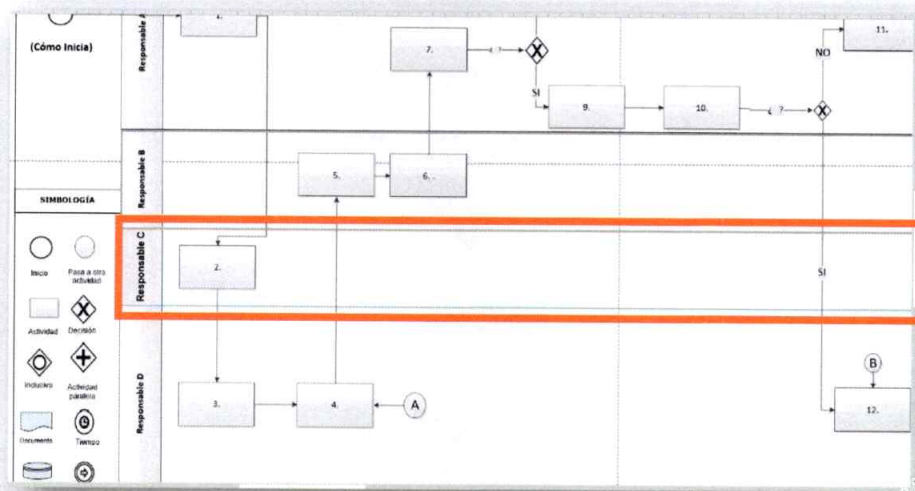 (Cómo Inicia)
SIMBOLOGÍA
Inicio
Pasa a otra
actividad
Actividad
Decisión
Inclusivo
Actividad
paralela
Documento
Tiempo
Responsable A
Responsable B
Responsable C
Responsable D
7.
11.
NO
SI
9.
10.
5.
6.
2.
SI
3.
4.
A
B
12.